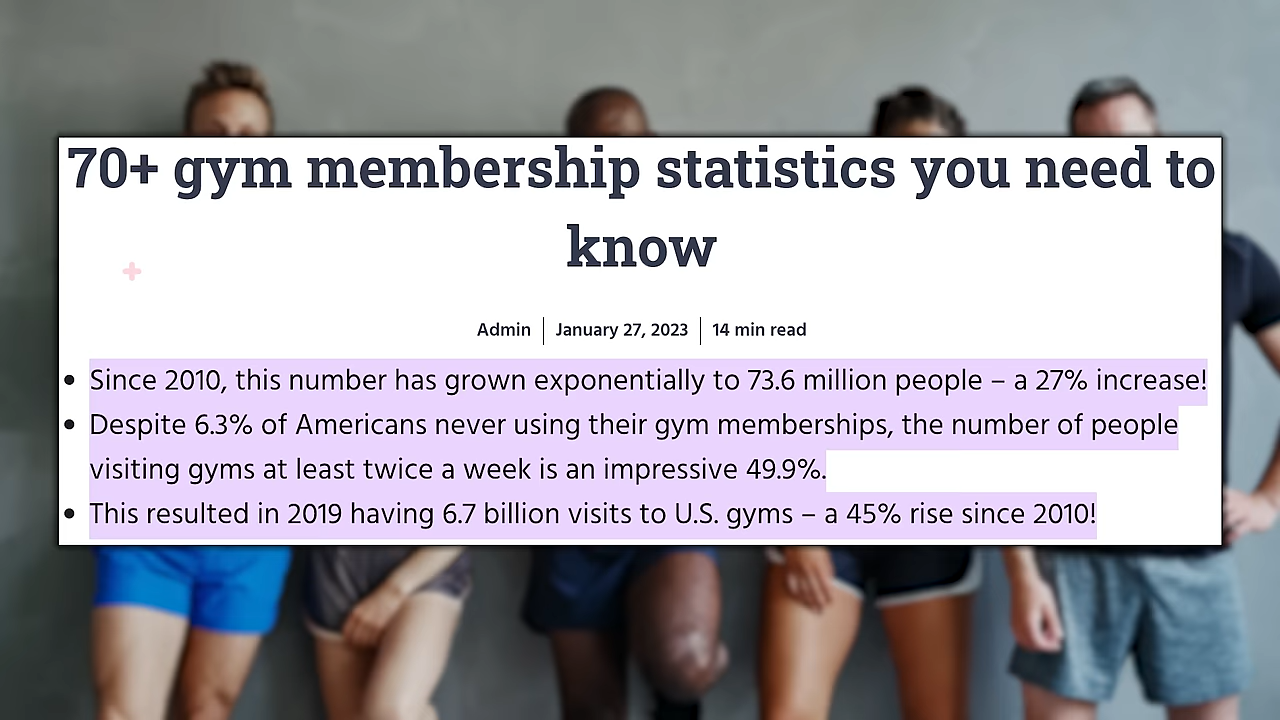 70+ gym membership statistics you need to
know
Admin | January 27, 2023 | 14 min read
• Since 2010, this number has grown exponentially to 73.6 million people – a 27% increase!
• Despite 6.3% of Americans never using their gym memberships, the number of people
visiting gyms at least twice a week is an impressive 49.9%.
• This resulted in 2019 having 6.7 billion visits to U.S. gyms – a 45% rise since 2010!